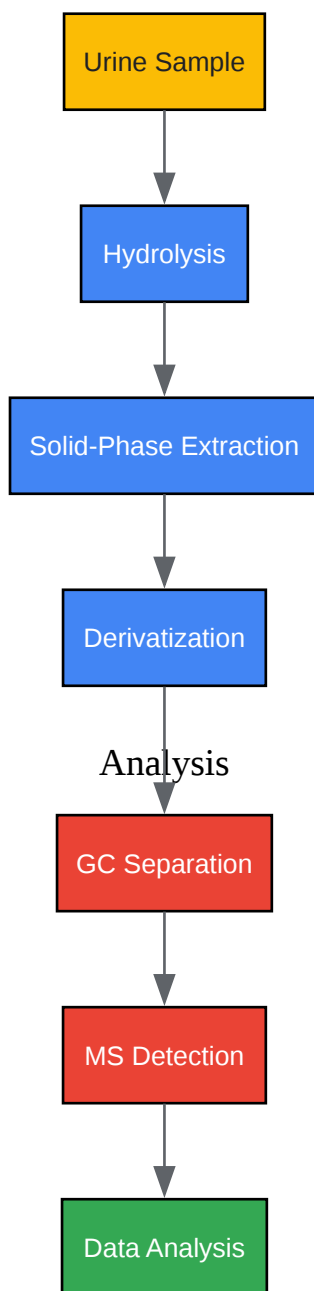 Urine Sample
Hydrolysis
Solid-Phase Extraction
Derivatization
Analysis
GC Separation
MS Detection
Data Analysis